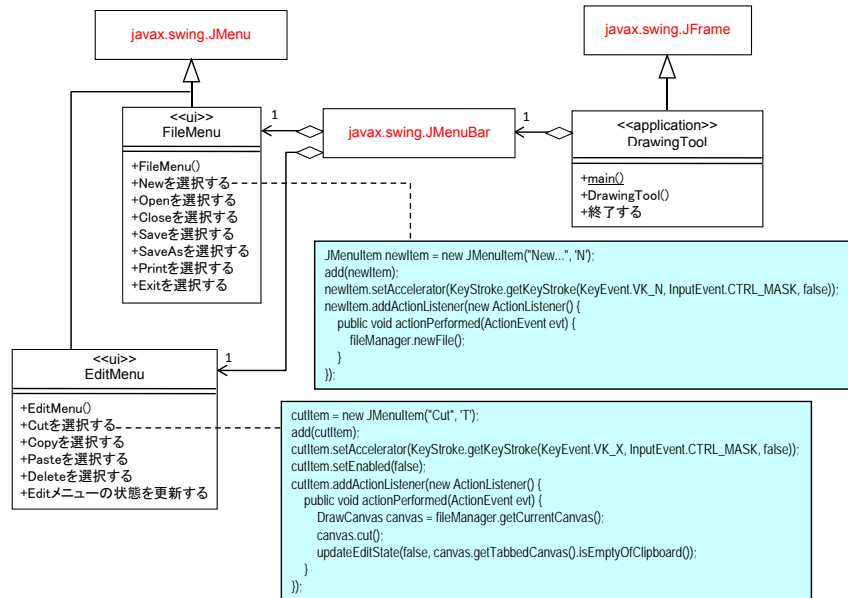 javax.swing.JMenu
javax.swing.JFrame
<<ui>>
FileMenu
+FileMenu()
+Newを選択する
+Openを選択する
+Closeを選択する
+Saveを選択する
+SaveAsを選択する
+Printを選択する
+Exitを選択する
1
javax.swing.JMenuBar
1
<<application>>
DrawingTool
+main()
+DrawingTool()
+終了する
JMenuItem newItem = new JMenuItem("New...", 'N');
add(newItem);
newItem.setAccelerator(KeyStroke.getKeyStroke(KeyEvent.VK_N, InputEvent.CTRL_MASK, false));
newItem.addActionListener(new ActionListener() {
public void actionPerformed(ActionEvent evt) {
fileManager.newFile();
}
});
<<ui>>
EditMenu
1
+EditMenu()
+Cutを選択する
+Copyを選択する
+Pasteを選択する
+Deleteを選択する
+Editメニューの状態を更新する
cutItem = new JMenuItem("Cut", 'T');
add(cutItem);
cutItem.setAccelerator(KeyStroke.getKeyStroke(KeyEvent.VK_X, InputEvent.CTRL_MASK, false));
cutItem.setEnabled(false);
cutItem.addActionListener(new ActionListener() {
public void actionPerformed(ActionEvent evt) {
DrawCanvas canvas = fileManager.getCurrentCanvas();
canvas.cut();
updateEditState(false, canvas.getTabbedCanvas().isEmptyOfClipboard());
}
});